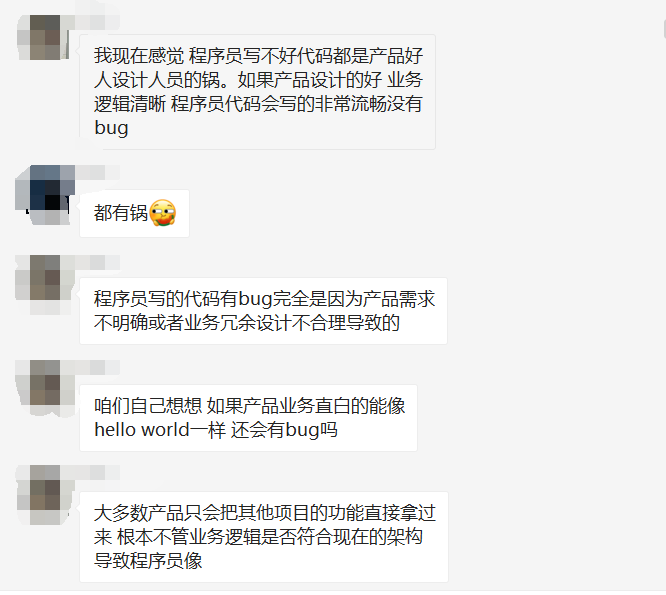 我现在感觉 程序员写不好代码都是产品好
人设计人员的锅。如果产品设计的好 业务
逻辑清晰 程序员代码会写的非常流畅没有
bug
都有锅
程序员写的代码有bug完全是因为产品需求
不明确或者业务冗余设计不合理导致的
咱们自己想想 如果产品业务直白的能像
hello world一样 还会有bug吗
大多数产品只会把其他项目的功能直接拿过
来 根本不管业务逻辑是否符合现在的架构
导致程序员像